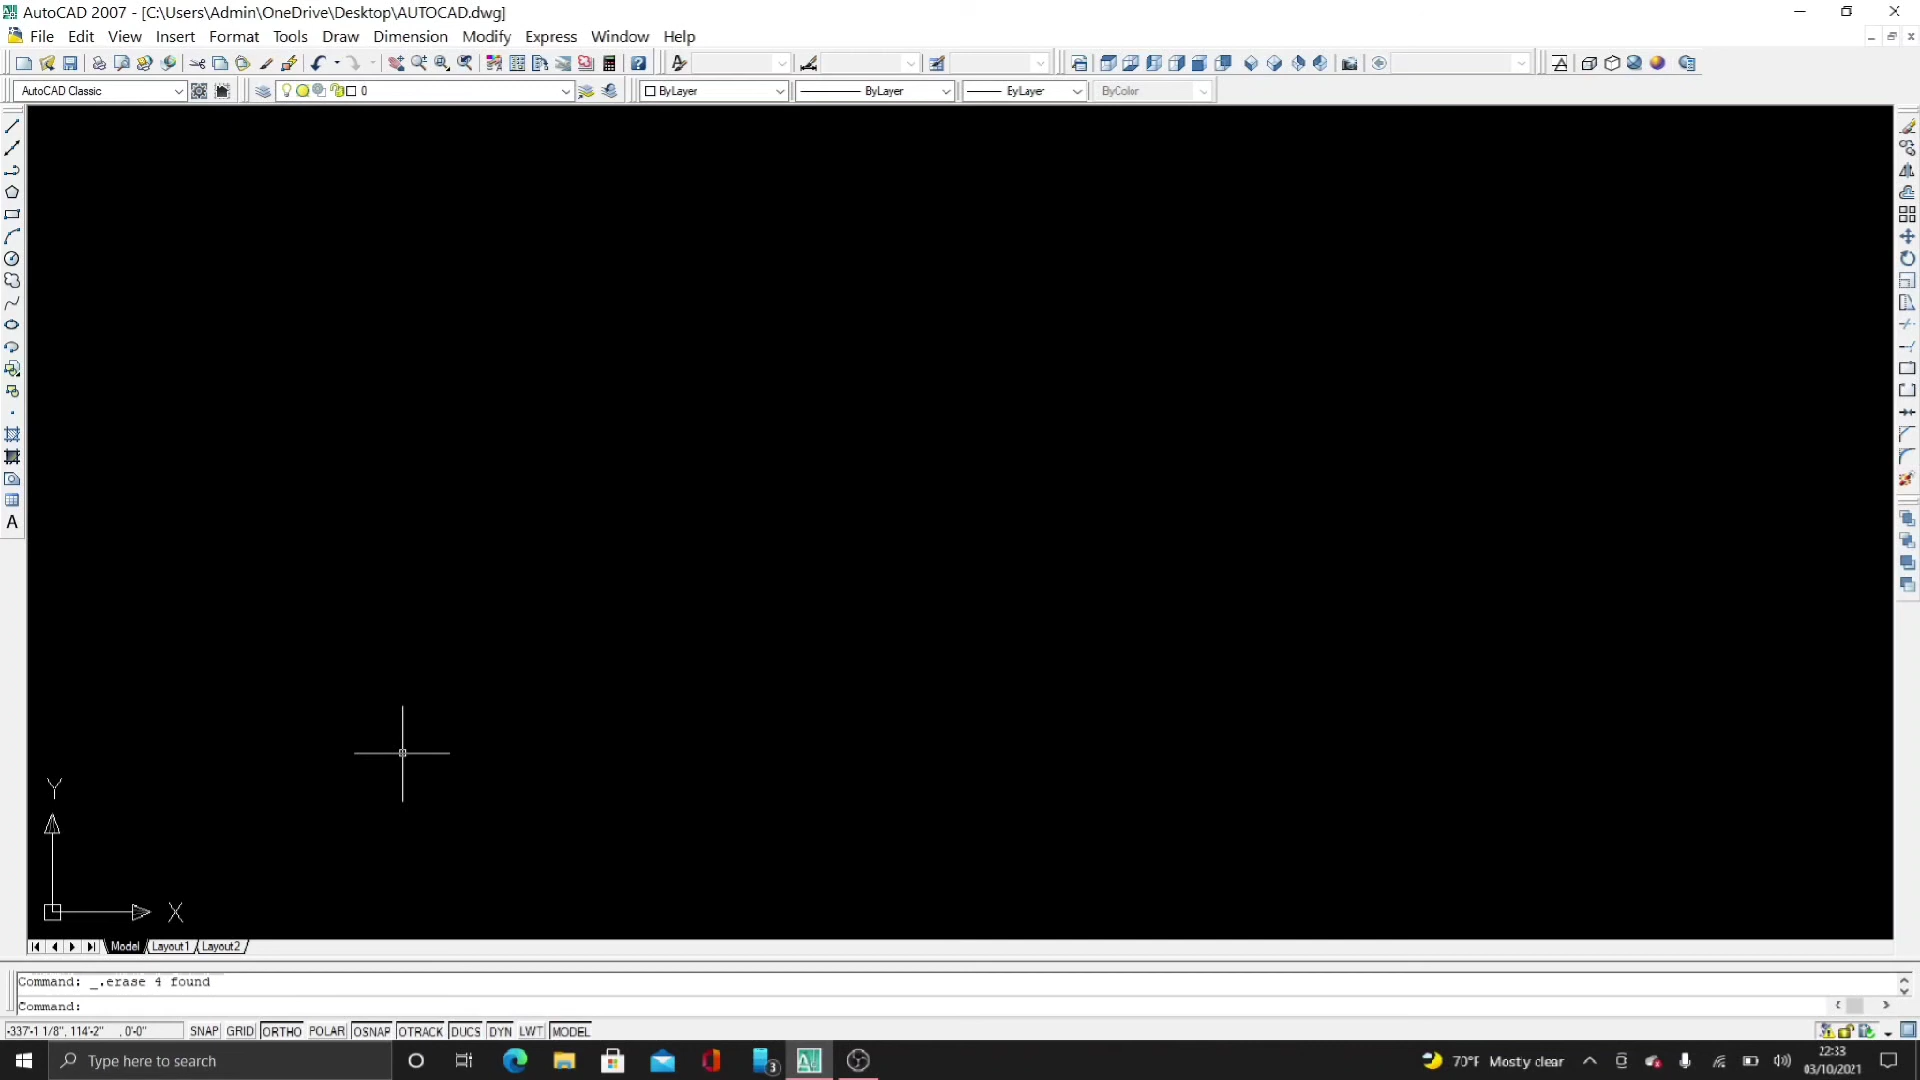 AutoCAD 2007 - [C:\Users\Admin\OneDrive\Desktop\AUTOCAD.dwg]
File Edit View Insert Format Tools Draw Dimension Modify Express Window Help
AutoCAD Classic 0 ByLayer ByLayer ByLayer ByColor
A
Y
X
Model Layout1 Layout2
Command: _.erase 4 found
Command:
-337'-1 1/8", 114'-2" , 0'-0" SNAP GRID ORTHO POLAR OSNAP OTRACK DUCS DYN LWT MODEL
Type here to search 3 70°F Mostly clear 22:33
03/10/2021